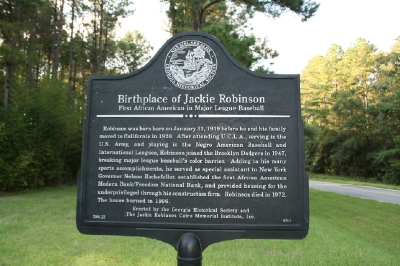 Birthplace of Jackie Robinson
First African American in Major League Baseball
Robinson was born here on January 31, 1919 before he and his family
moved to California in 1920. After attending U.C.L.A., serving in the
U.S. Army, and playing in the Negro American Baseball and
International Leagues, Robinson joined the Brooklyn Dodgers in 1947,
breaking major league baseball's color barrier. Adding to his many
sports accomplishments, he served as special assistant to New York
Governor Nelson Rockefeller, established the first African American
Modern Bank/Freedom National Bank, and provided housing for the
underprivileged through his construction firm. Robinson died in 1972.
The house burned in 1996.
Erected by the Georgia Historical Society and
The Jackie Robinson Cairo Memorial Institute, Inc.